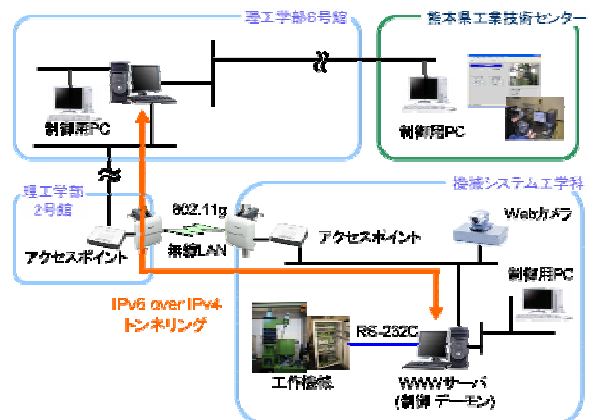 理工学部6号館
熊本県工業技術センター
制御用PC
制御用PC
理工学部
2号館
機械システム工学科
802.11g
Webカメラ
アクセスポイント
無線LAN
アクセスポイント
制御用PC
IPv6 over IPv4
トンネリング
RS-232C
工作機械
WWWサーバ
(制御デーモン)